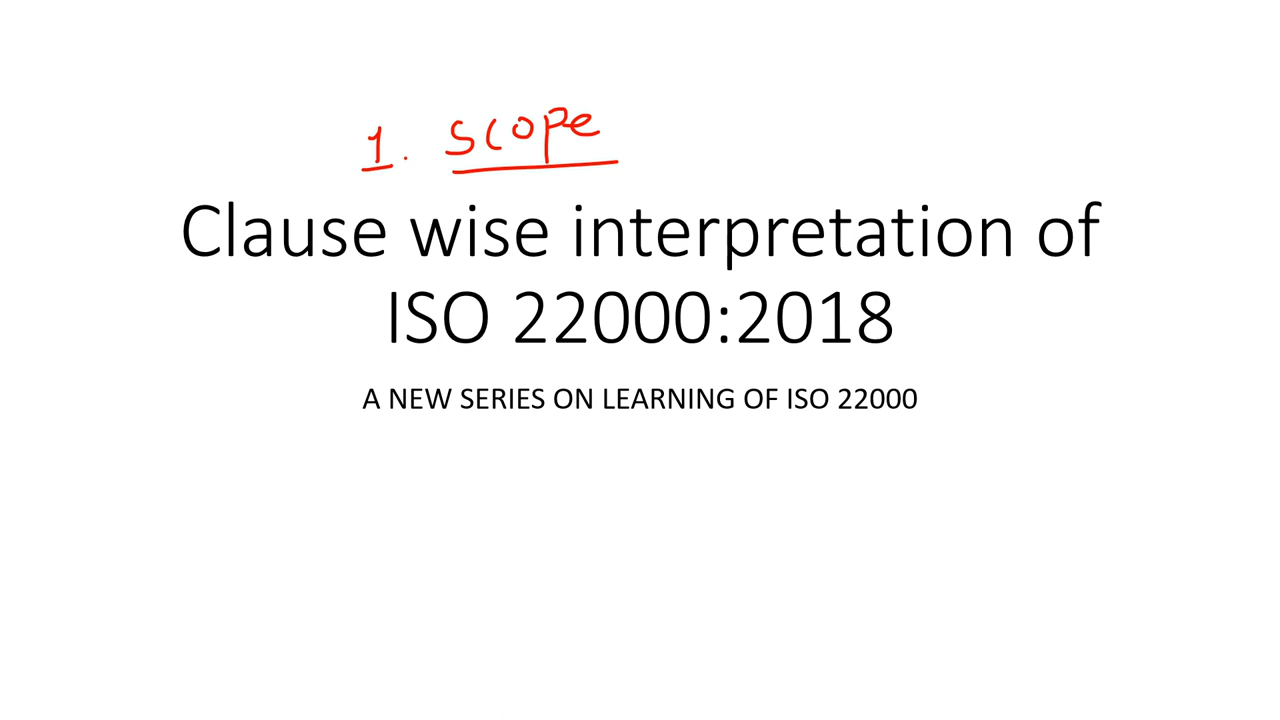 1. scope
Clause wise interpretation of
ISO 22000:2018
A NEW SERIES ON LEARNING OF ISO 22000